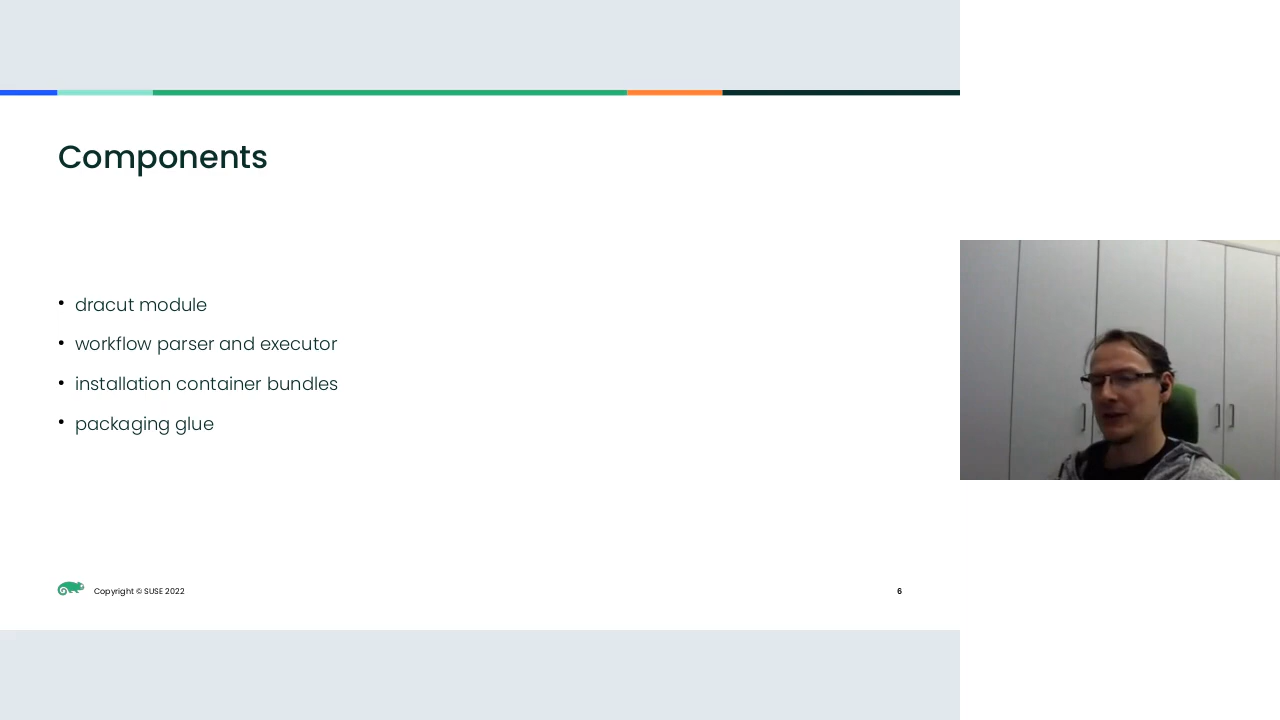 Components
• dracut module
• workflow parser and executor
• installation container bundles
• packaging glue
Copyright © SUSE 2022
6